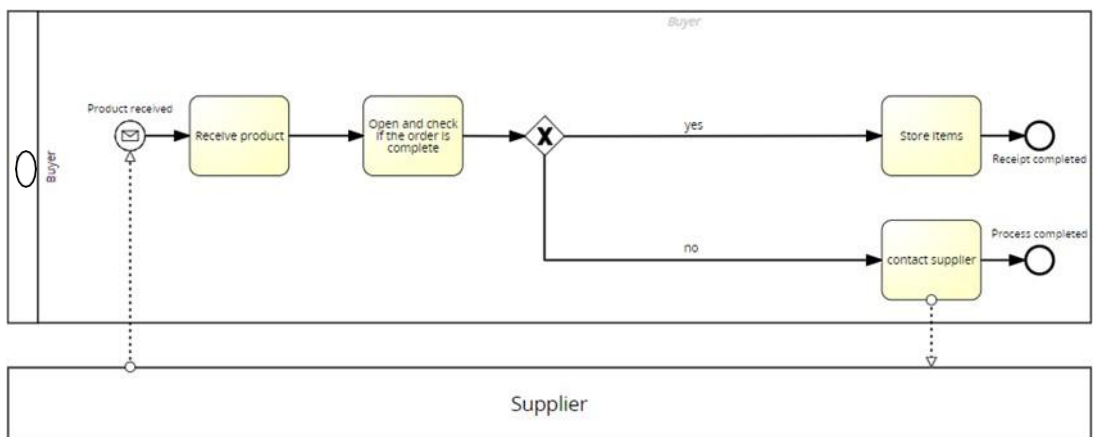 Buyer
Buyer
Product received
Receive product
Open and check
if the order is
complete
X
yes
Store items
Receipt completed
no
contact supplier
Process completed
Supplier